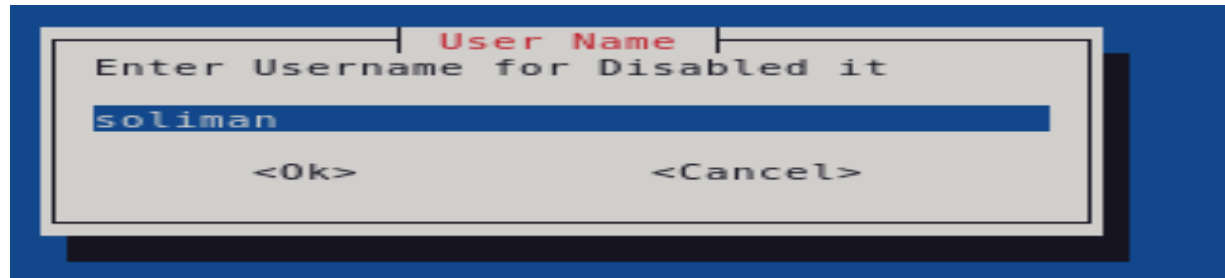 User Name
Enter Username for Disabled it
soliman
<Ok> <Cancel>